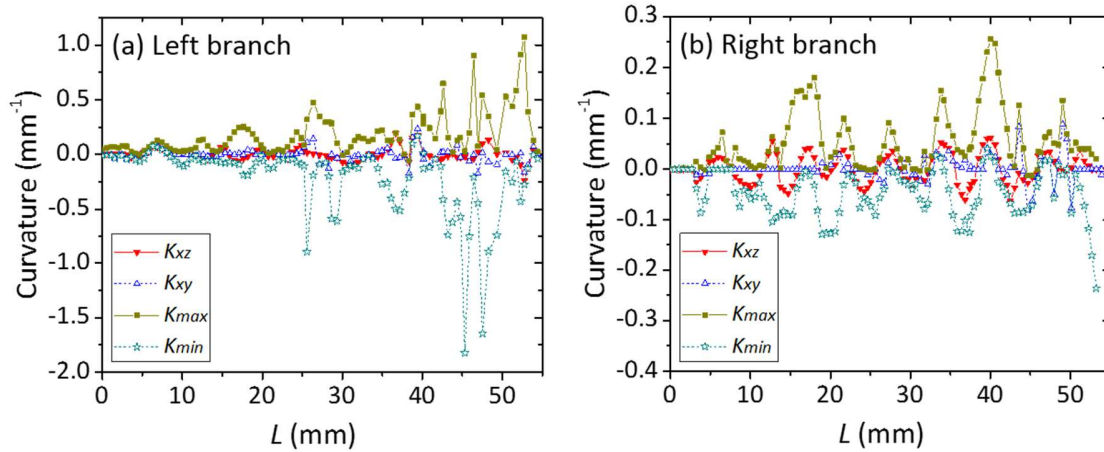 (a) Left branch
Curvature (mm-1)
1.0
0.5
0.0
-0.5
-1.0
-1.5
-2.0
Kxz
Kxy
Kmax
Kmin
0 10 20 30 40 50
L (mm)
(b) Right branch
Curvature (mm-1)
0.3
0.2
0.1
0.0
-0.1
-0.2
-0.3
-0.4
Kxz
Kxy
Kmax
Kmin
0 10 20 30 40 50
L (mm)